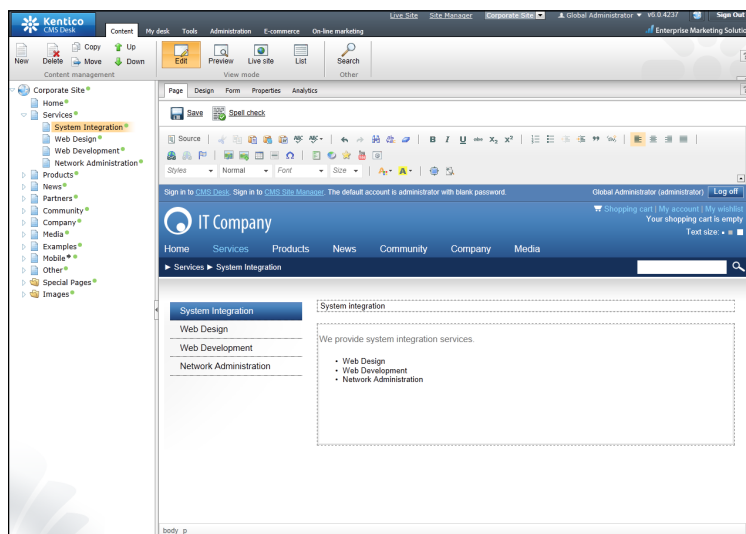 Kentico
CMS Desk
Live Site Site Manager Corporate Site Global Administrator v6.0.4237 Sign Out
Content My desk Tools Administration E-commerce On-line marketing
Enterprise Marketing Solutio
New Delete Copy Move Up Down
Content management
Edit Preview Live site List
View mode
Search
Other
Corporate Site
Home
Services
System Integration
Web Design
Web Development
Network Administration
Products
News
Partners
Community
Company
Media
Examples
Mobile
Other
Special Pages
Images
Page Design Form Properties Analytics
Save Spell check
Source
Styles Normal Font Size
Sign in to CMS Desk. Sign in to CMS Site Manager. The default account is administrator with blank password. Global Administrator (administrator) Log off
IT Company
Shopping cart | My account | My wishlist
Your shopping cart is empty
Text size:
Home Services Products News Community Company Media
Services System Integration
System Integration
Web Design
Web Development
Network Administration
System integration
We provide system integration services.
• Web Design
• Web Development
• Network Administration
body p